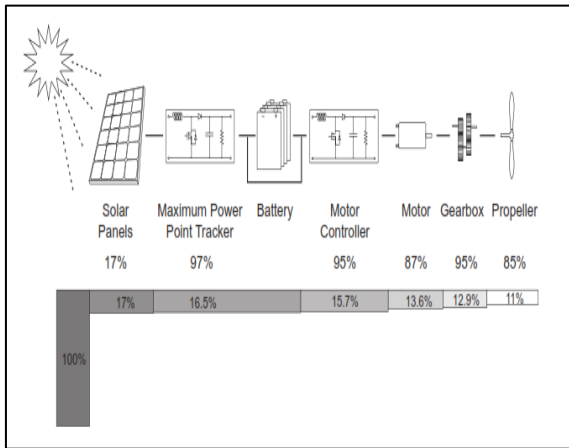 Solar Panels
Maximum Power Point Tracker
Battery
Motor Controller
Motor
Gearbox
Propeller
17%
97%
95%
87%
95%
85%
17%
16.5%
15.7%
13.6%
12.9%
11%
100%